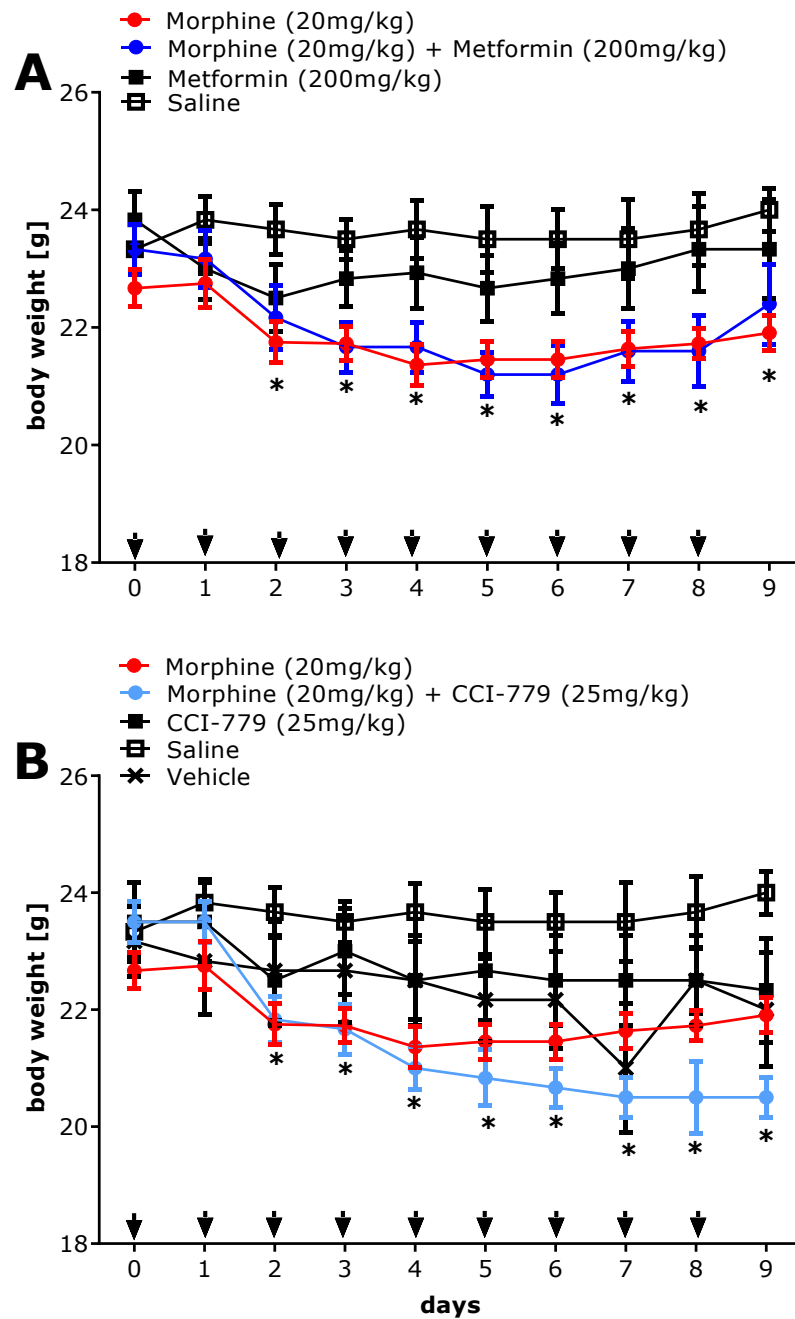 Morphine (20mg/kg)
Morphine (20mg/kg) + Metformin (200mg/kg)
Metformin (200mg/kg)
Saline
A
26
24
22
20
18
body weight [g]
* * * * * * * *
0 1 2 3 4 5 6 7 8 9
Morphine (20mg/kg)
Morphine (20mg/kg) + CCI-779 (25mg/kg)
CCI-779 (25mg/kg)
Saline
Vehicle
B
26
24
22
20
18
body weight [g]
* * * * * * * *
0 1 2 3 4 5 6 7 8 9
days